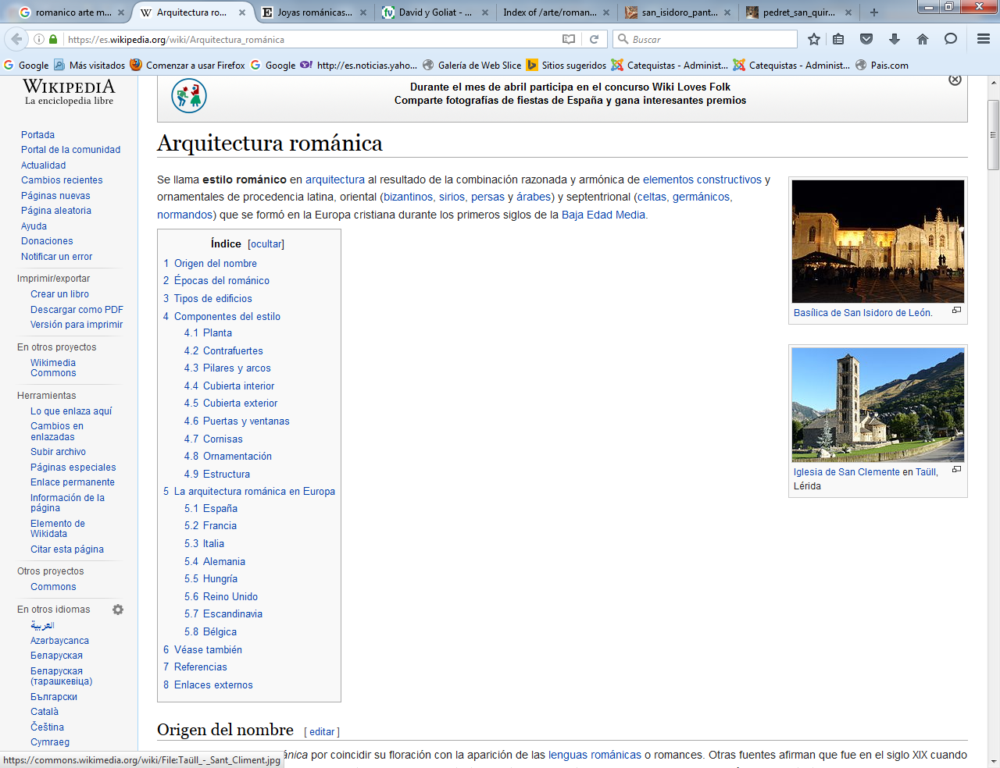 romanico arte m...
Arquitectura ro...
Joyas románicas...
David y Goliat - ...
Index of /arte/roman...
san_isidoro_pant...
pedret_san_quir...
https://es.wikipedia.org/wiki/Arquitectura_románica
Buscar
Google
Más visitados
Comenzar a usar Firefox
Google
http://es.noticias.yaho...
Galería de Web Slice
Sitios sugeridos
Catequistas - Administ...
Catequistas - Administ...
Pais.com
WIKIPEDIA
La enciclopedia libre
Portada
Portal de la comunidad
Actualidad
Cambios recientes
Páginas nuevas
Página aleatoria
Ayuda
Donaciones
Notificar un error
Imprimir/exportar
Crear un libro
Descargar como PDF
Versión para imprimir
En otros proyectos
Wikimedia
Commons
Herramientas
Lo que enlaza aquí
Cambios en
enlazadas
Subir archivo
Páginas especiales
Enlace permanente
Información de la
página
Elemento de
Wikidata
Citar esta página
Otros proyectos
Commons
En otros idiomas
العربية
Azərbaycanca
Беларуская
Беларуская
(тарашкевіца)
Български
Català
Čeština
Cymraeg
https://commons.wikimedia.org/wiki/File:Taüll_-_Sant_Climent.jpg
Durante el mes de abril participa en el concurso Wiki Loves Folk
Comparte fotografías de fiestas de España y gana interesantes premios
Arquitectura románica
Se llama estilo románico en arquitectura al resultado de la combinación razonada y armónica de elementos constructivos y
ornamentales de procedencia latina, oriental (bizantinos, sirios, persas y árabes) y septentrional (celtas, germánicos,
normandos) que se formó en la Europa cristiana durante los primeros siglos de la Baja Edad Media.
Índice [ocultar]
1 Origen del nombre
2 Épocas del románico
3 Tipos de edificios
4 Componentes del estilo
4.1 Planta
4.2 Contrafuertes
4.3 Pilares y arcos
4.4 Cubierta interior
4.5 Cubierta exterior
4.6 Puertas y ventanas
4.7 Cornisas
4.8 Ornamentación
4.9 Estructura
5 La arquitectura románica en Europa
5.1 España
5.2 Francia
5.3 Italia
5.4 Alemania
5.5 Hungría
5.6 Reino Unido
5.7 Escandinavia
5.8 Bélgica
6 Véase también
7 Referencias
8 Enlaces externos
Basílica de San Isidoro de León.
Iglesia de San Clemente en Taüll,
Lérida
Origen del nombre [ editar ]
ánica por coincidir su floración con la aparición de las lenguas románicas o romances. Otras fuentes afirman que fue en el siglo XIX cuando